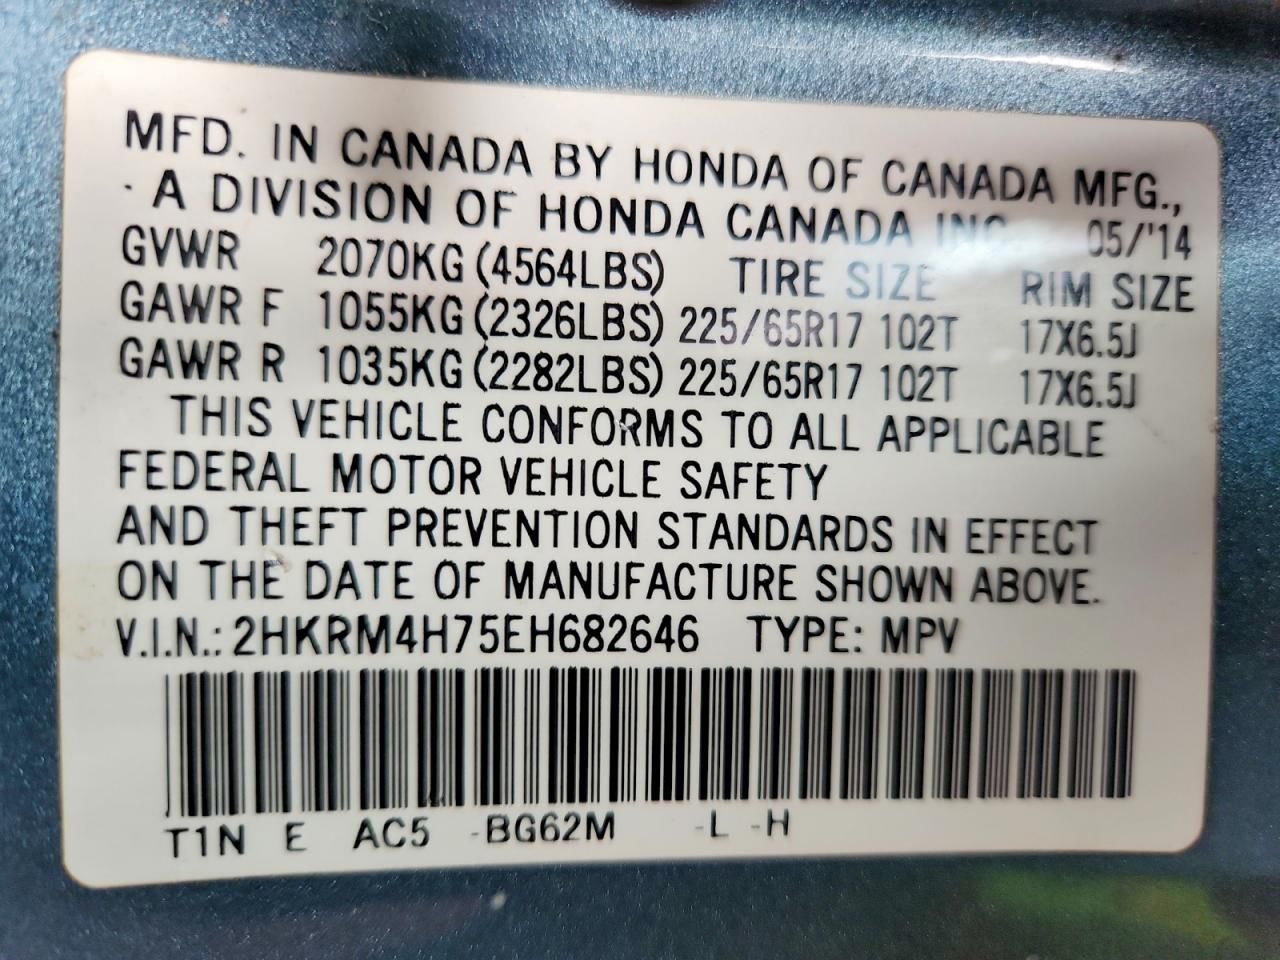 MFD. IN CANADA BY HONDA OF CANADA MFG.,
A DIVISION OF HONDA CANADA INC. 05/'14
GVWR 2070KG (4564LBS) TIRE SIZE RIM SIZE
GAWR F 1055KG (2326LBS) 225/65R17 102T 17X6.5J
GAWR R 1035KG (2282LBS) 225/65R17 102T 17X6.5J
THIS VEHICLE CONFORMS TO ALL APPLICABLE
FEDERAL MOTOR VEHICLE SAFETY
AND THEFT PREVENTION STANDARDS IN EFFECT
ON THE DATE OF MANUFACTURE SHOWN ABOVE.
V.I.N.: 2HKRM4H75EH682646 TYPE: MPV
T1N E AC5 -BG62M -L -H